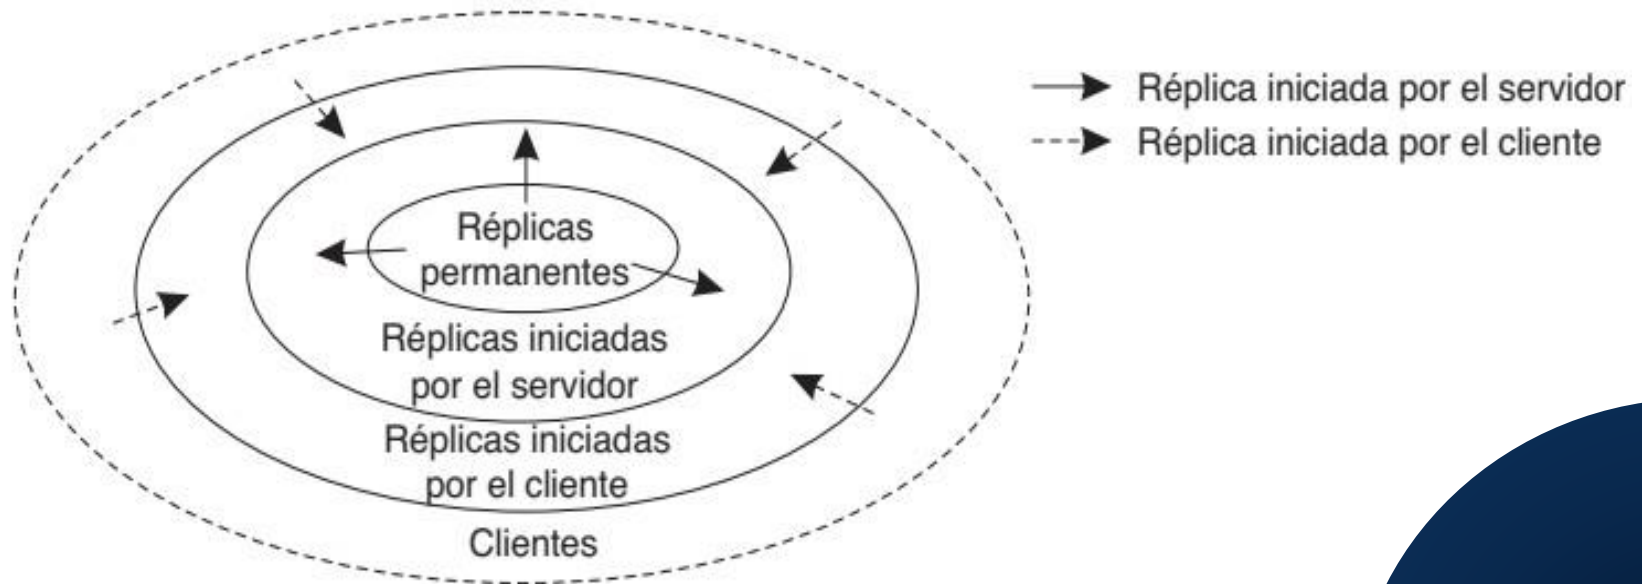 Réplica iniciada por el servidor
Réplica iniciada por el cliente
Réplicas
permanentes
Réplicas iniciadas
por el servidor
Réplicas iniciadas
por el cliente
Clientes